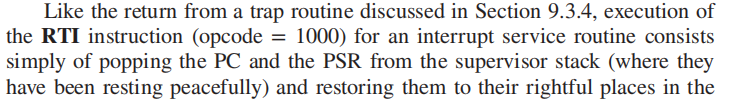 Like the return from a trap routine discussed in Section 9.3.4, execution of
the RTI instruction (opcode = 1000) for an interrupt service routine consists
simply of popping the PC and the PSR from the supervisor stack (where they
have been resting peacefully) and restoring them to their rightful places in the